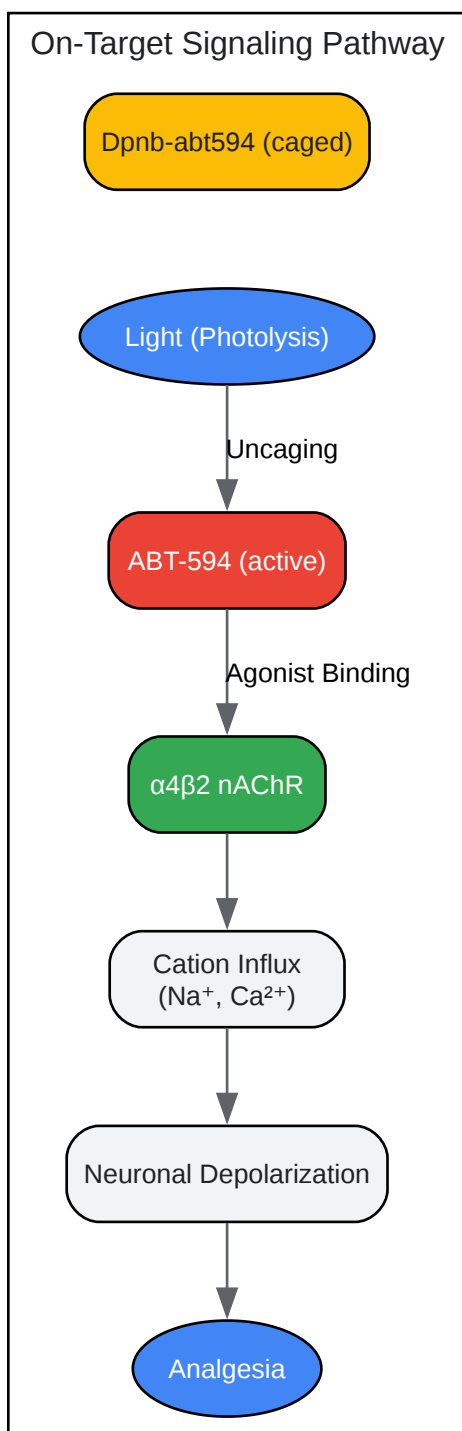 On-Target Signaling Pathway
Dpnb-abt594 (caged)
Light (Photolysis)
Uncaging
ABT-594 (active)
Agonist Binding
α4β2 nAChR
Cation Influx
(Na⁺, Ca²⁺)
Neuronal Depolarization
Analgesia